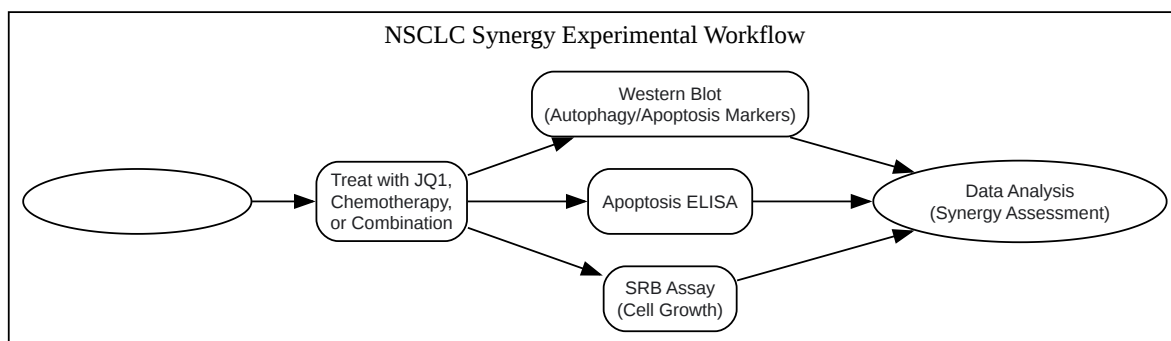 NSCLC Synergy Experimental Workflow
Treat with JQ1,
Chemotherapy,
or Combination
Western Blot
(Autophagy/Apoptosis Markers)
Apoptosis ELISA
SRB Assay
(Cell Growth)
Data Analysis
(Synergy Assessment)